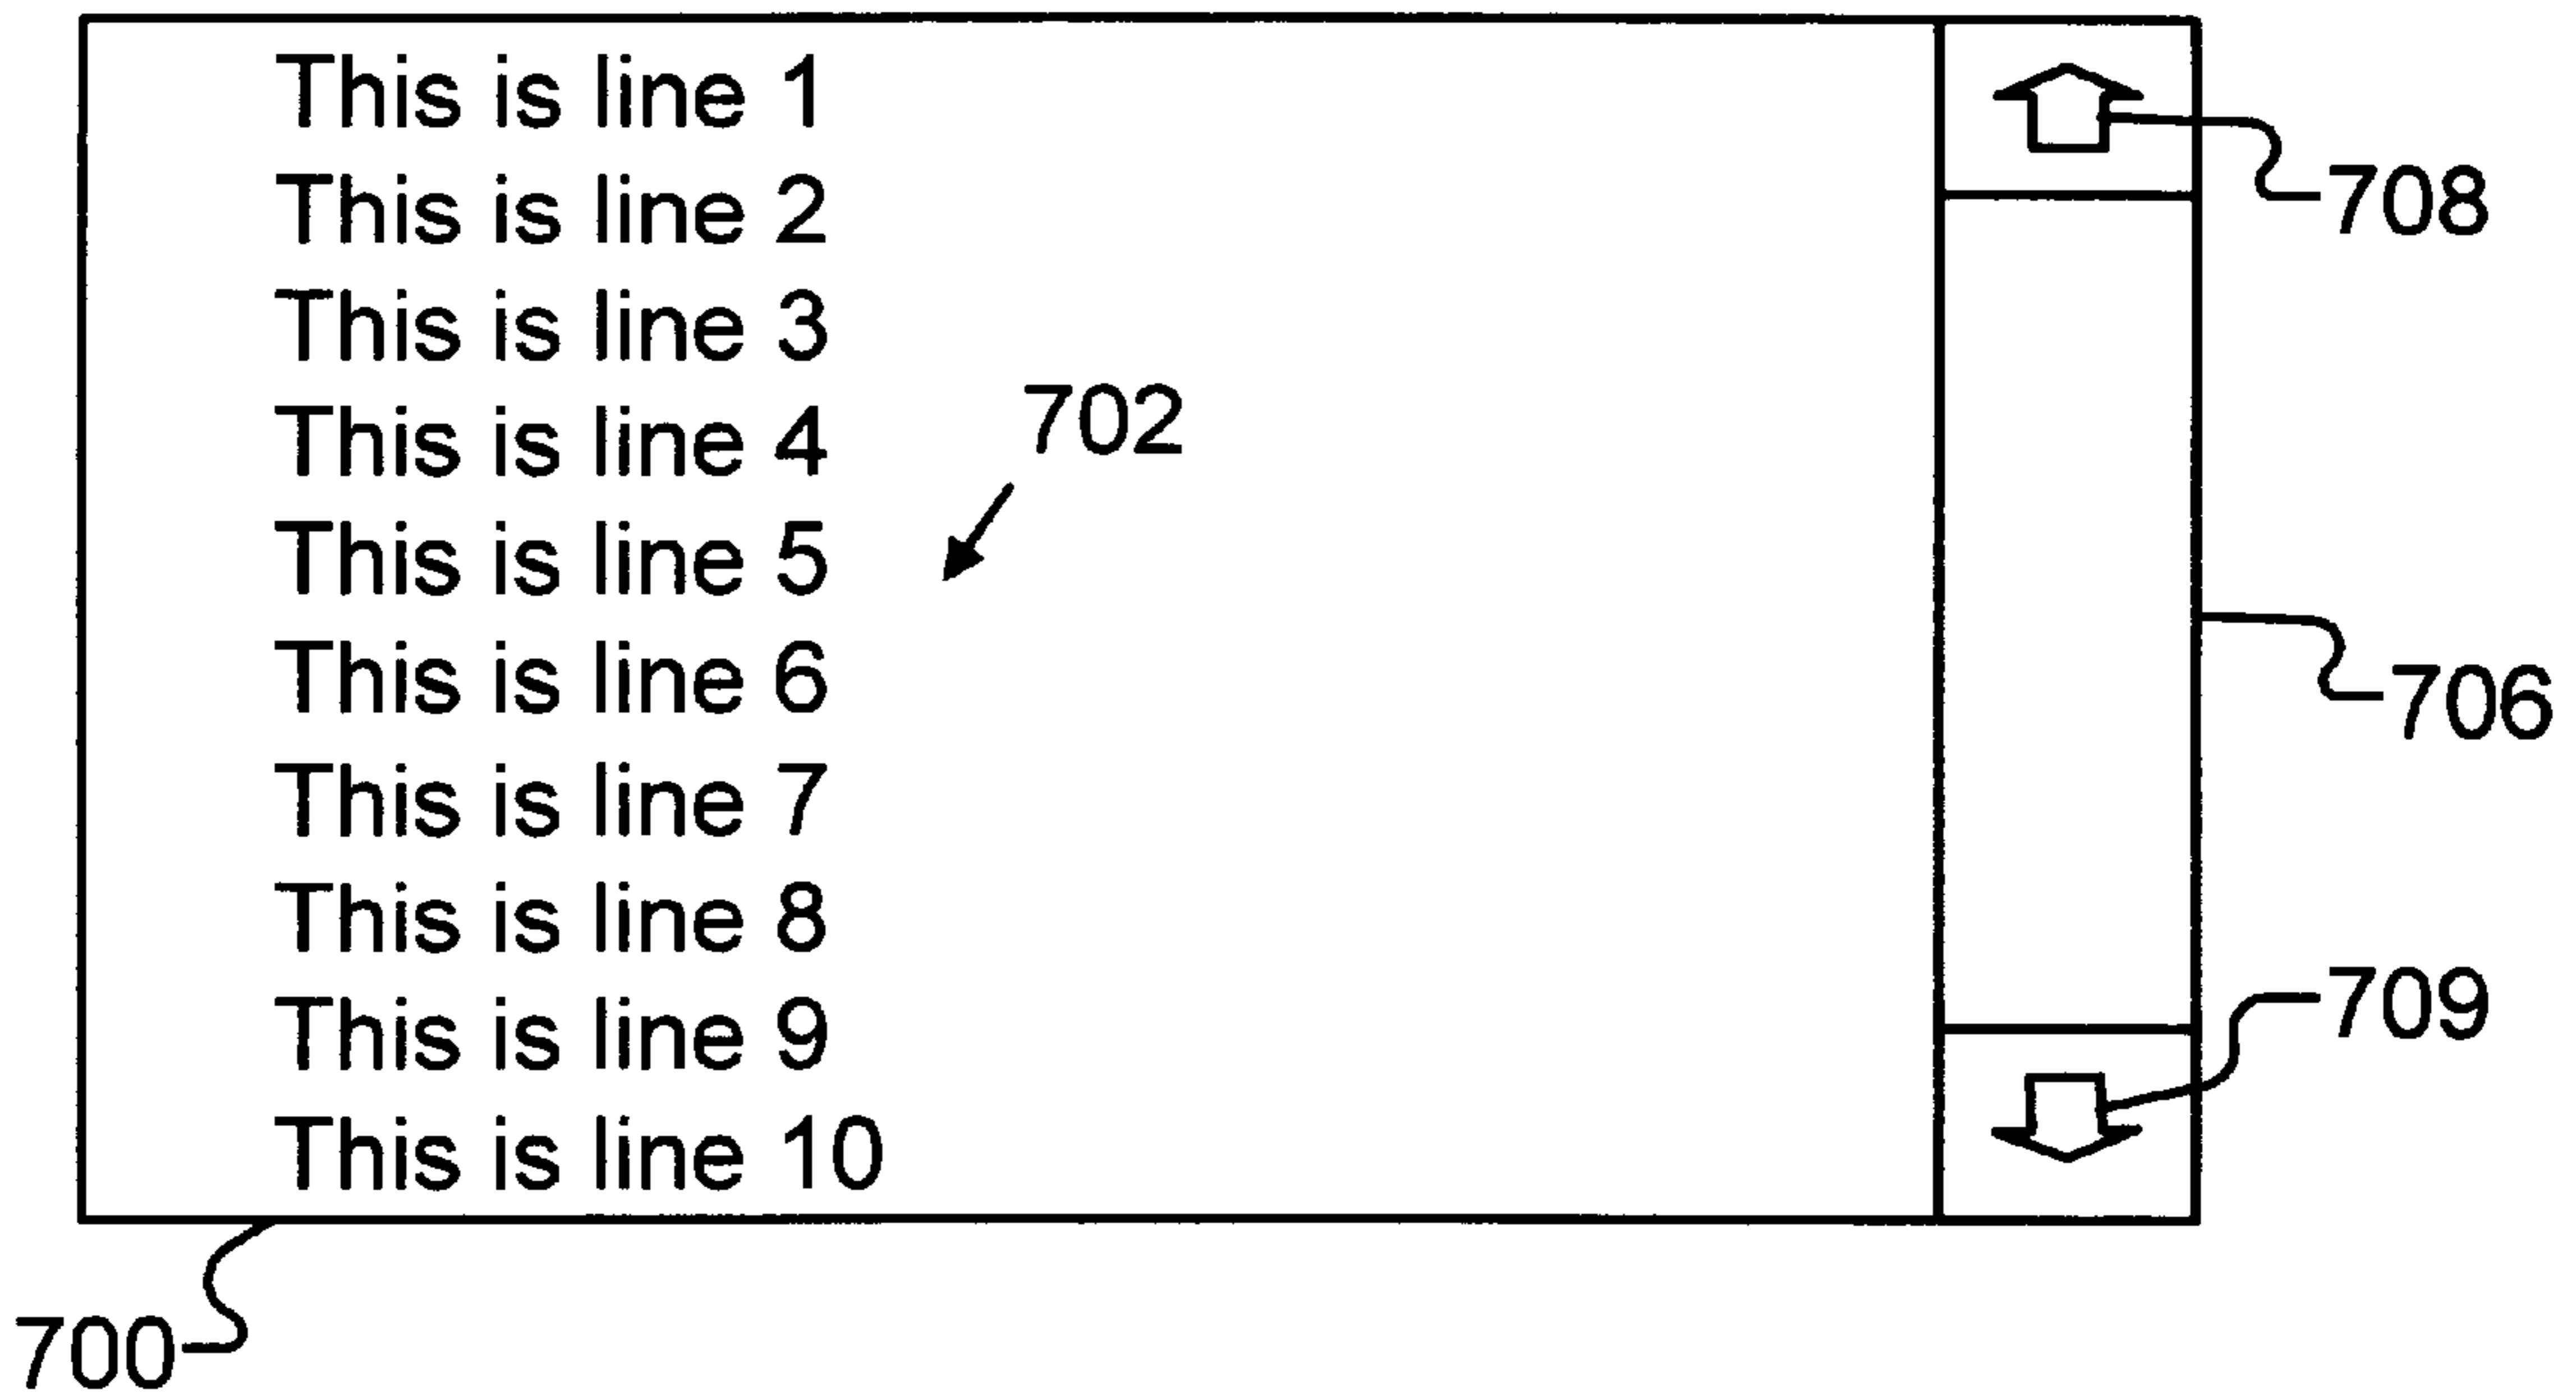 This is line 1
This is line 2
708
This is line 3
This is line 4
702
This is line 5
This is line 6
706
This is line 7
This is line 8
This is line 9
709
This is line 10
700